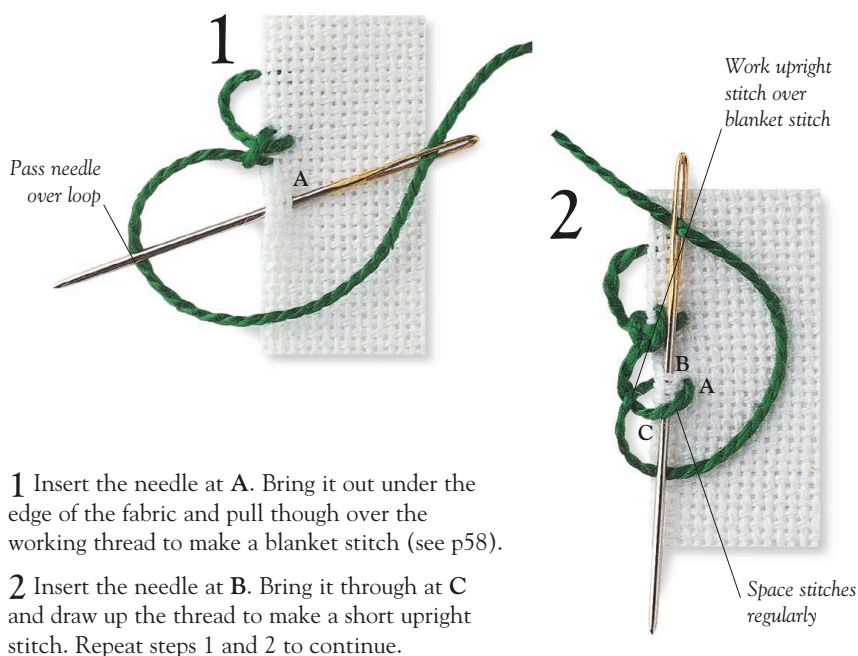 1
Pass needle
over loop
A
Work upright
stitch over
blanket stitch
2
B
A
C
Space stitches
regularly
1 Insert the needle at A. Bring it out under the
edge of the fabric and pull though over the
working thread to make a blanket stitch (see p58).
2 Insert the needle at B. Bring it through at C
and draw up the thread to make a short upright
stitch. Repeat steps 1 and 2 to continue.